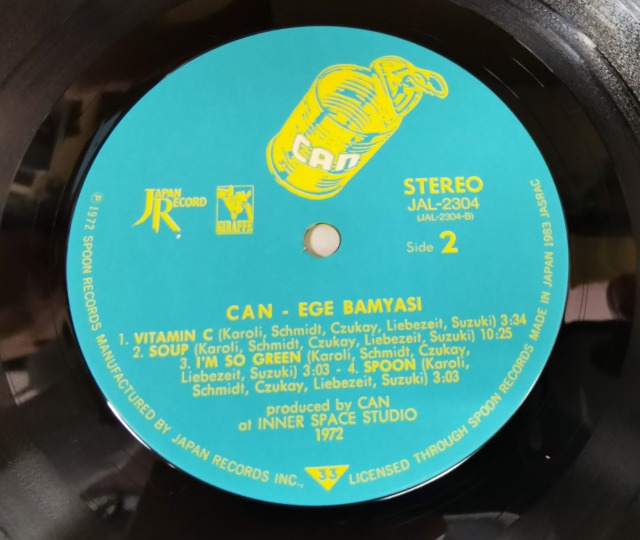 CAN
JAPAN
RECORD
GIRAFFE
STEREO
JAL-2304
(JAL-2304-B)
Side 2
CAN - EGE BAMYASI
1. VITAMIN C (Karoli, Schmidt, Czukay, Liebezeit, Suzuki) 3:34
2. SOUP (Karoli, Schmidt, Czukay, Liebezeit, Suzuki) 10:25
3. I'M SO GREEN (Karoli, Schmidt, Czukay,
Liebezeit, Suzuki) 3:03 - 4. SPOON (Karoli,
Schmidt, Czukay, Liebezeit, Suzuki) 3:03
produced by CAN
at INNER SPACE STUDIO
1972
33
℗ 1972 SPOON RECORDS MANUFACTURED BY JAPAN RECORDS INC., LICENSED THROUGH SPOON RECORDS MADE IN JAPAN 1983 JASRAC